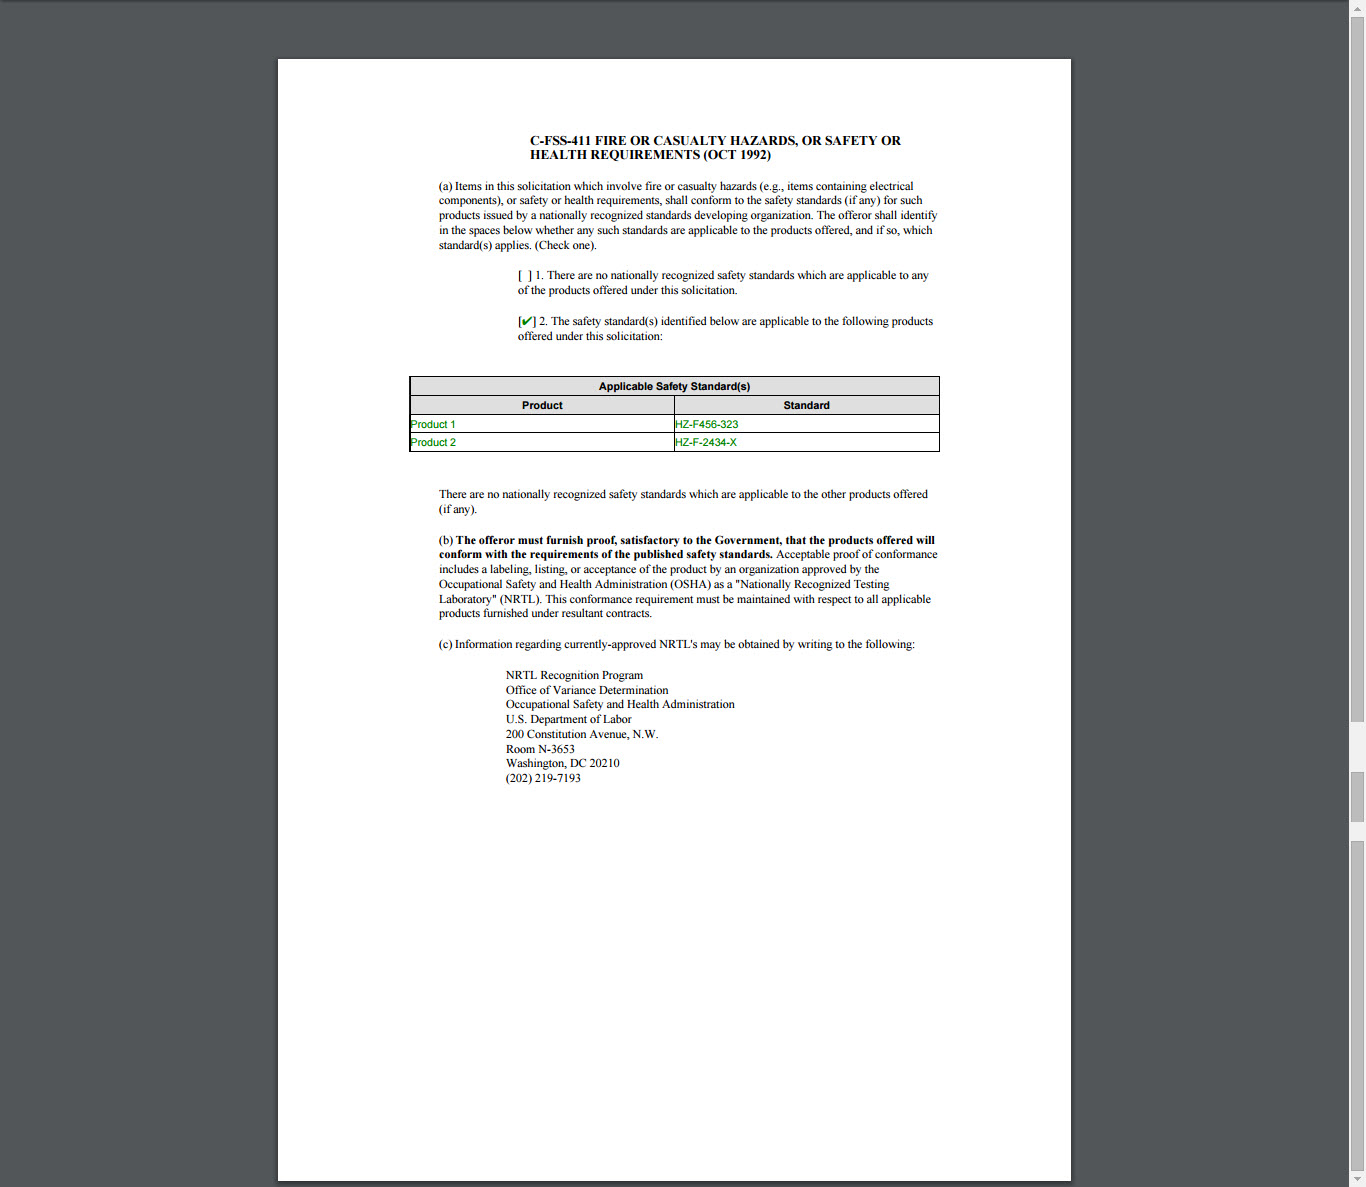 C-FSS-411 FIRE OR CASUALTY HAZARDS, OR SAFETY OR
HEALTH REQUIREMENTS (OCT 1992)
(a) Items in this solicitation which involve fire or casualty hazards (e.g., items containing electrical
components), or safety or health requirements, shall conform to the safety standards (if any) for such
products issued by a nationally recognized standards developing organization. The offeror shall identify
in the spaces below whether any such standards are applicable to the products offered, and if so, which
standard(s) applies. (Check one).
[ ] 1. There are no nationally recognized safety standards which are applicable to any
of the products offered under this solicitation.
[✔] 2. The safety standard(s) identified below are applicable to the following products
offered under this solicitation:
Applicable Safety Standard(s)
Product Standard
Product 1 HZ-F456-323
Product 2 HZ-F-2434-X
There are no nationally recognized safety standards which are applicable to the other products offered
(if any).
(b) The offeror must furnish proof, satisfactory to the Government, that the products offered will
conform with the requirements of the published safety standards. Acceptable proof of conformance
includes a labeling, listing, or acceptance of the product by an organization approved by the
Occupational Safety and Health Administration (OSHA) as a "Nationally Recognized Testing
Laboratory" (NRTL). This conformance requirement must be maintained with respect to all applicable
products furnished under resultant contracts.
(c) Information regarding currently-approved NRTL's may be obtained by writing to the following:
NRTL Recognition Program
Office of Variance Determination
Occupational Safety and Health Administration
U.S. Department of Labor
200 Constitution Avenue, N.W.
Room N-3653
Washington, DC 20210
(202) 219-7193